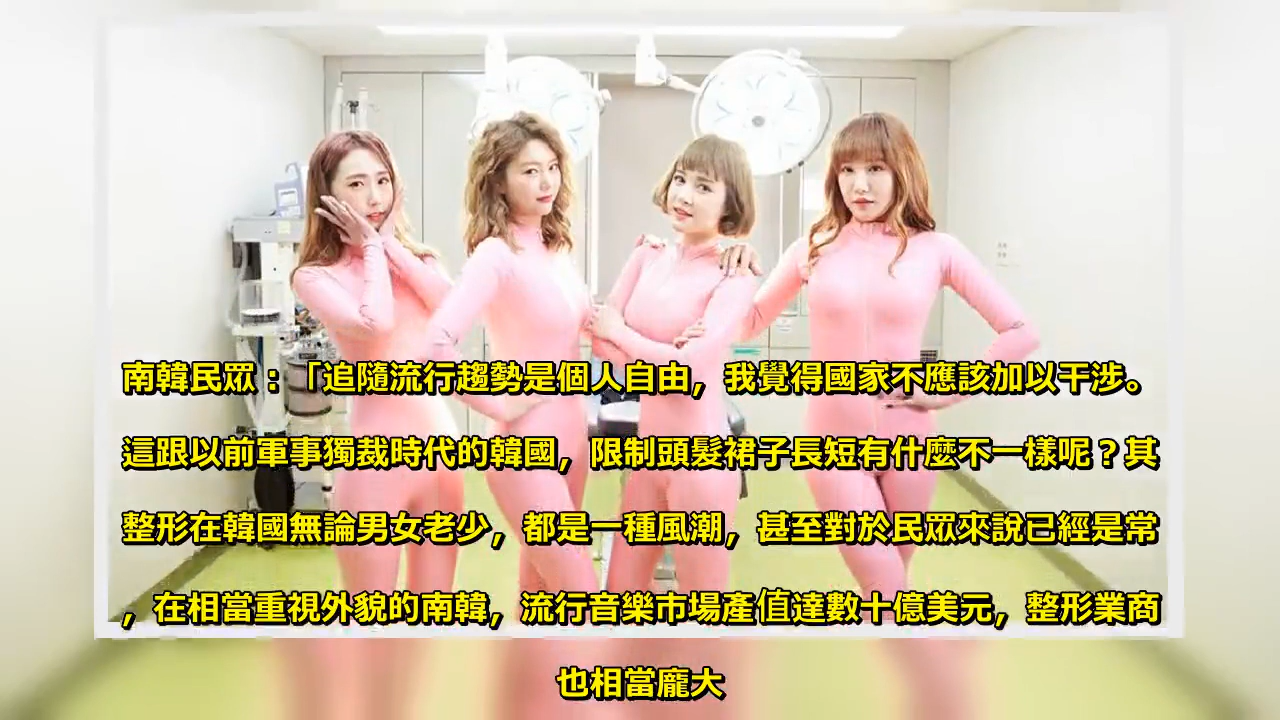 南韓民眾：「追隨流行趨勢是個人自由，我覺得國家不應該加以干涉。
這跟以前軍事獨裁時代的韓國，限制頭髮裙子長短有什麼不一樣呢？其
整形在韓國無論男女老少，都是一種風潮，甚至對於民眾來說已經是常
，在相當重視外貌的南韓，流行音樂市場產值達數十億美元，整形業商
也相當龐大